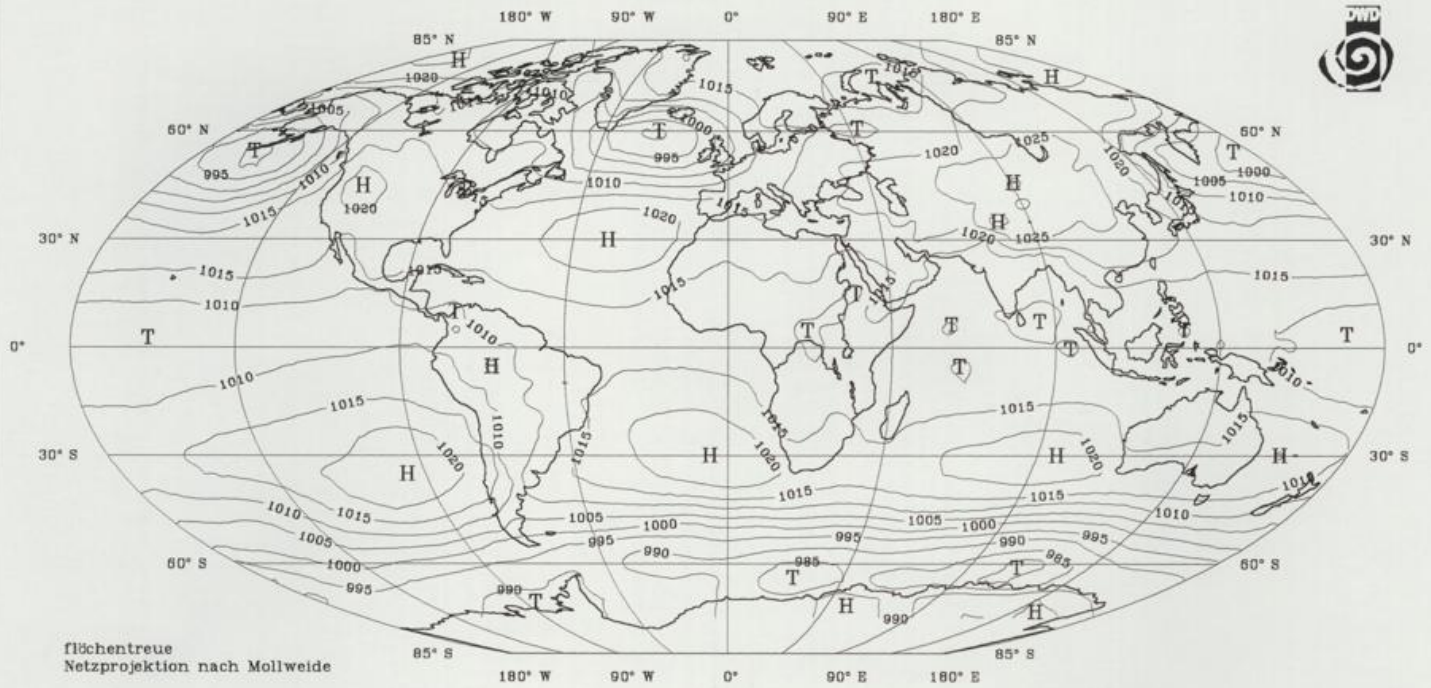 180° W 90° W 0° 90° E 180° E
DWD
85° N 85° N
H H
T 1015
1020 1010
1015
1005 1000
60° N T T 60° N
T 1025 T
1020 1020
995 995 1000
1010 1010 1005 1010
H H
1015 1020 1015 1015
1020 H
30° N H 1020 1025 30° N
1015 1015 1015 1015 1015
1010 T
T 1010 T T T T
T T
0° 0°
H T 1010
1010
1015 1015 1015
1010 1015 1015
30° S 1020 H 1020 H 1020 H 30° S
H
1015 1015 1015 1010
1010 1005 1005 1010
1005 1000 1000
995 995 995
990 990
60° S 1000 985 985 60° S
995 T T
990 T H H
990
flöchentreue
Netzprojektion nach Mollweide
85° S 85° S
180° W 90° W 0° 90° E 180° E